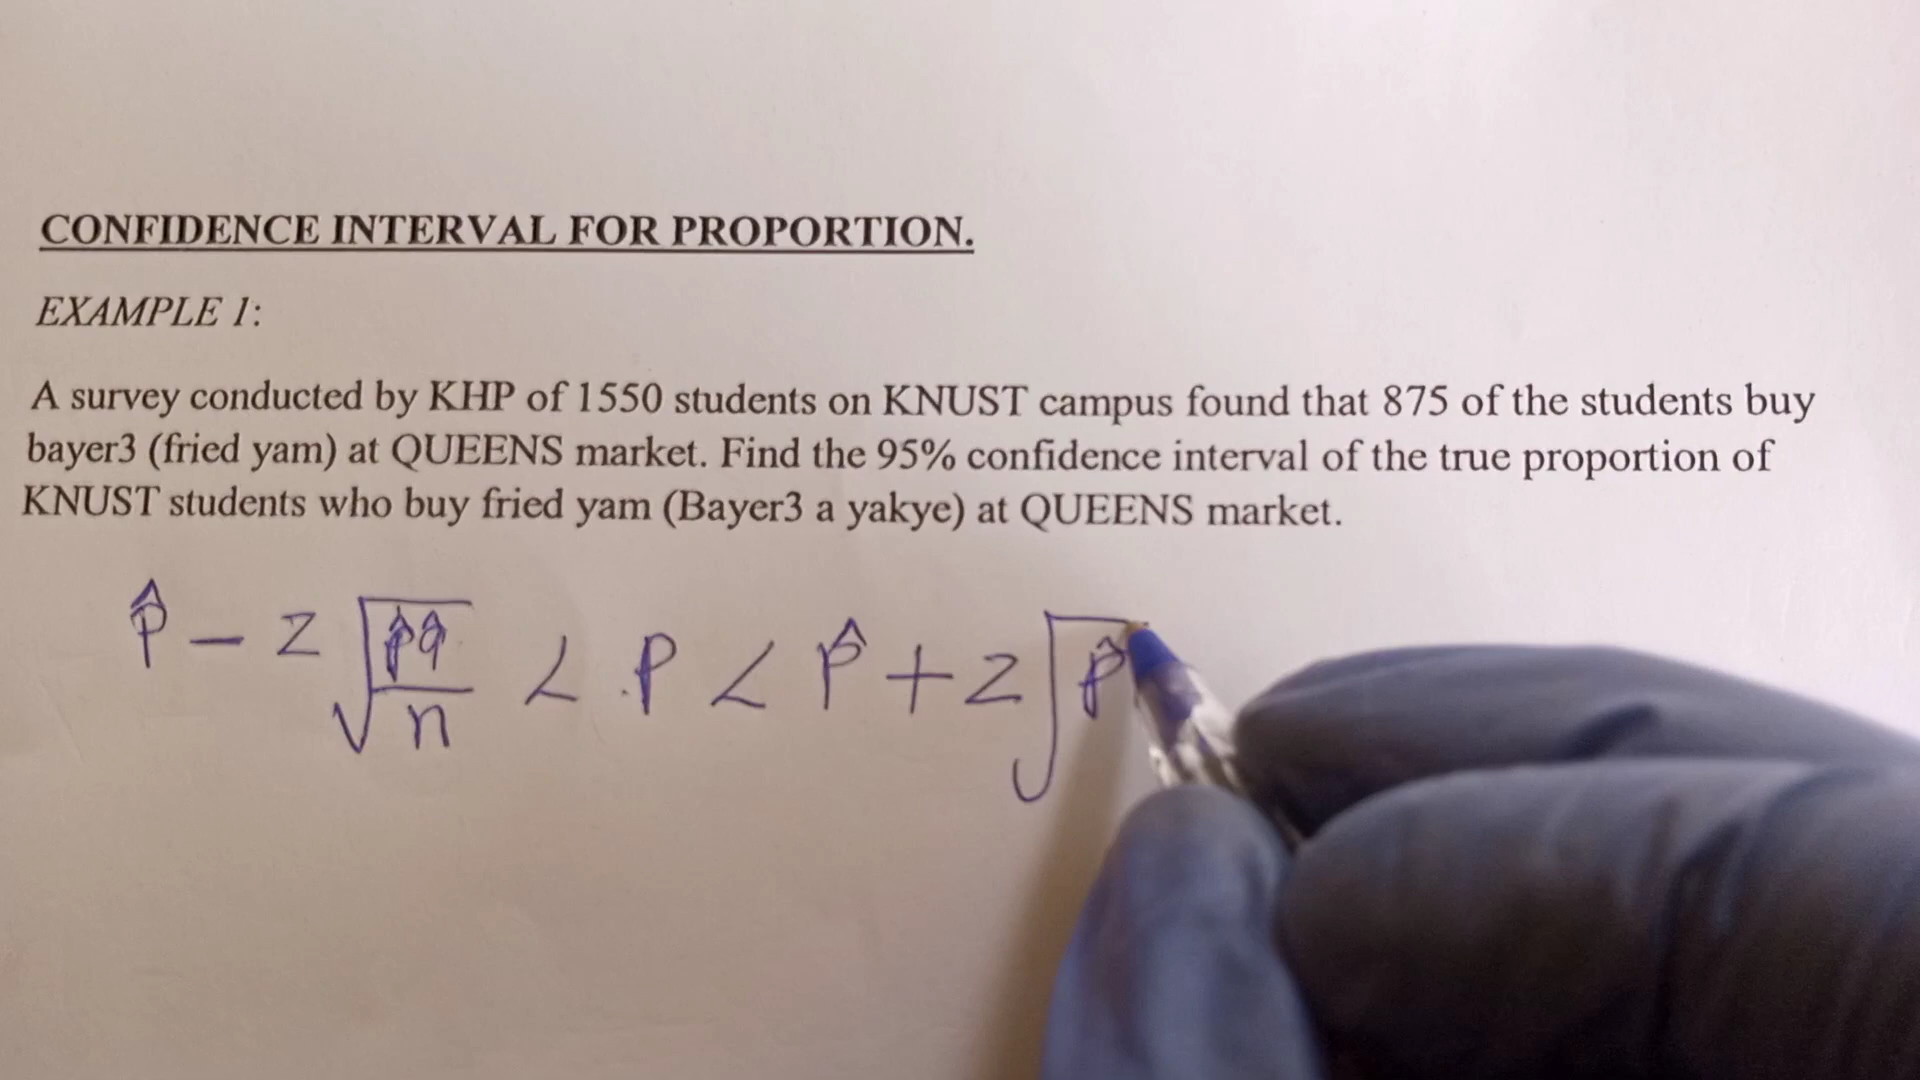 CONFIDENCE INTERVAL FOR PROPORTION.
EXAMPLE 1:
A survey conducted by KHP of 1550 students on KNUST campus found that 875 of the students buy
bayer3 (fried yam) at QUEENS market. Find the 95% confidence interval of the true proportion of
KNUST students who buy fried yam (Bayer3 a yakye) at QUEENS market.
p̂ - z √(p̂q̂/n) < p < p̂ + z √p̂